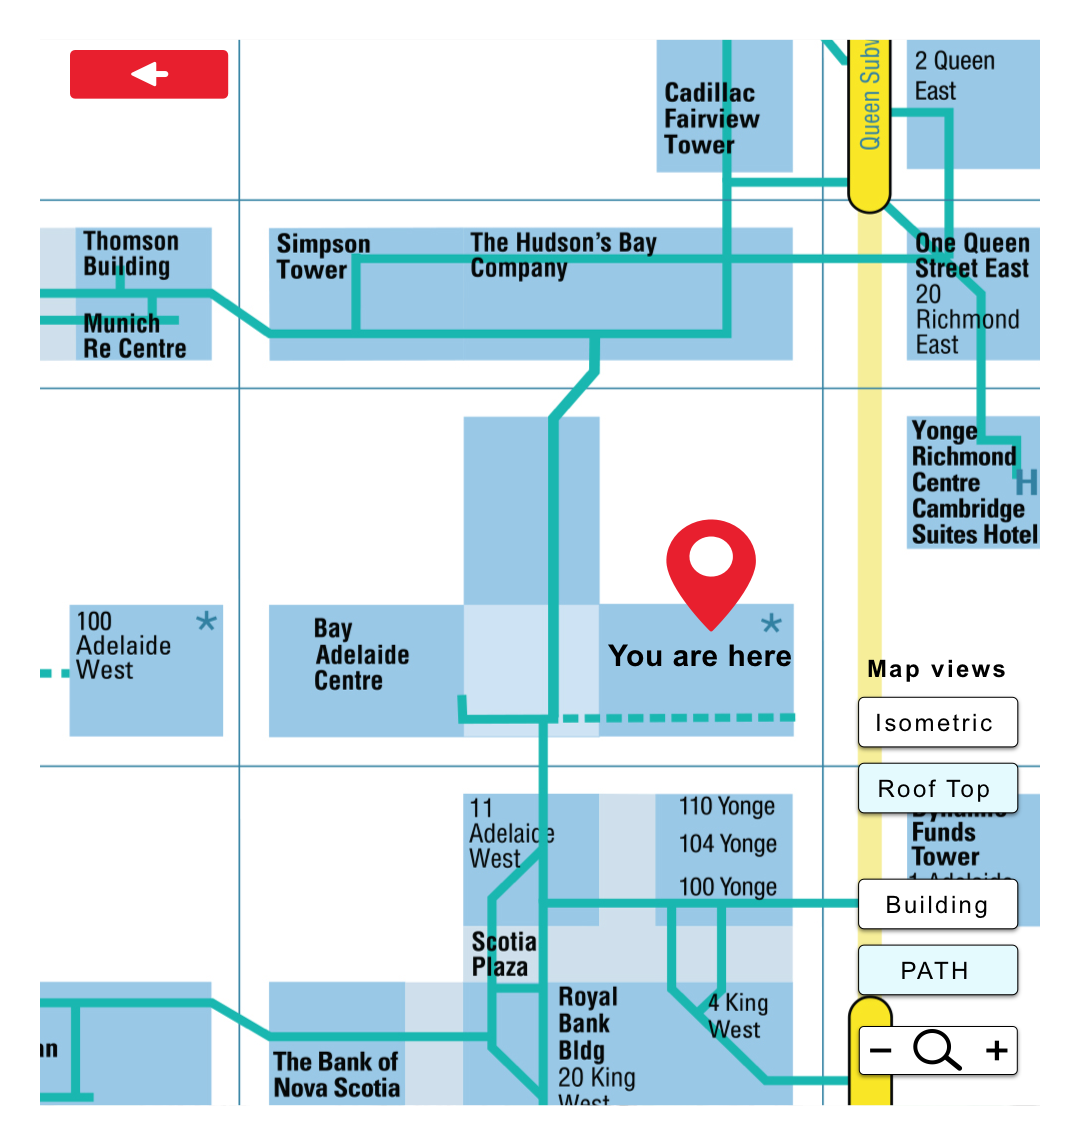 Queen Subw
2 Queen
East
Cadillac
Fairview
Tower
Thomson
Building
Munich
Re Centre
Simpson
Tower
The Hudson's Bay
Company
One Queen
Street East
20
Richmond
East
Yonge
Richmond
Centre
Cambridge
Suites Hotel
H
100
Adelaide
West
*
Bay
Adelaide
Centre
*
You are here
Map views
Isometric
Roof Top
Building
PATH
− +
11
Adelaide
West
110 Yonge
104 Yonge
100 Yonge
Dynamic
Funds
Tower
1 Adelaide
Scotia
Plaza
Royal
Bank
Bldg
20 King
West
4 King
West
The Bank of
Nova Scotia